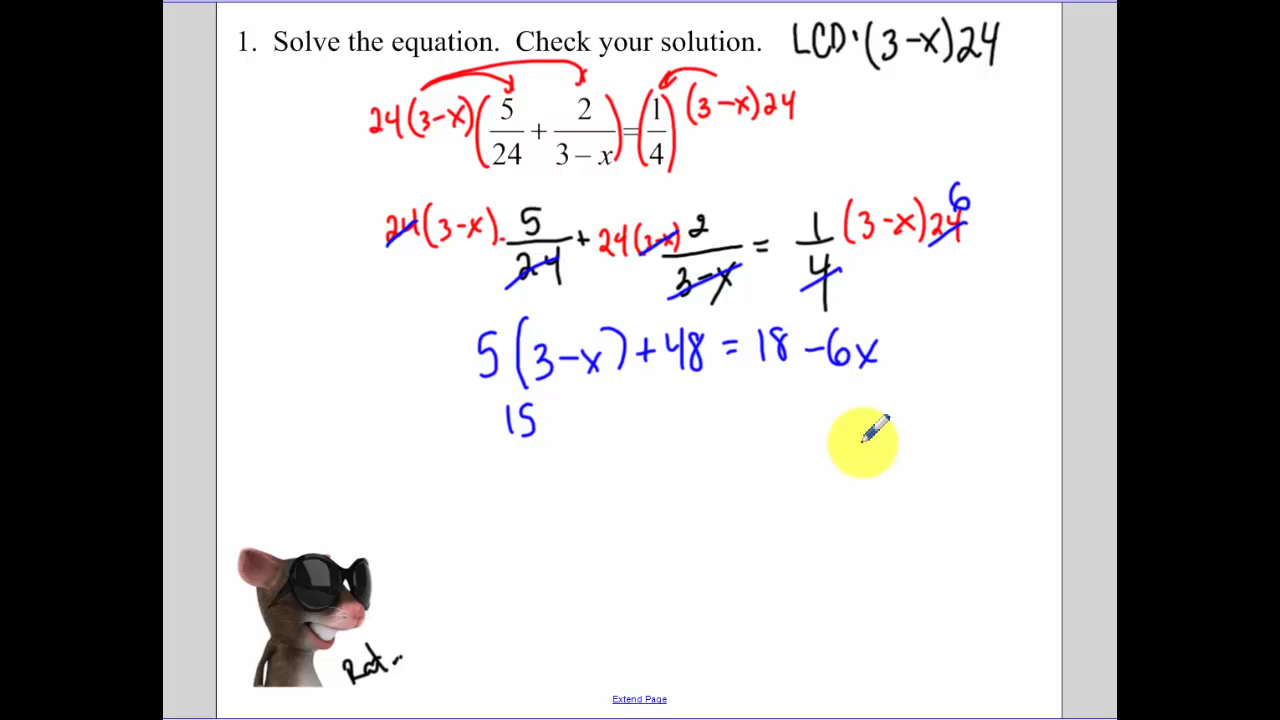 1. Solve the equation. Check your solution. LCD: (3-x)24
24(3-x)(5/24 + 2/(3-x)) = (1/4)(3-x)24
24(3-x)·5/24 + 24(3-x) 2/(3-x) = 1/4 (3-x)24 6
5(3-x)+48 = 18-6x
15
Rat-
Extend Page